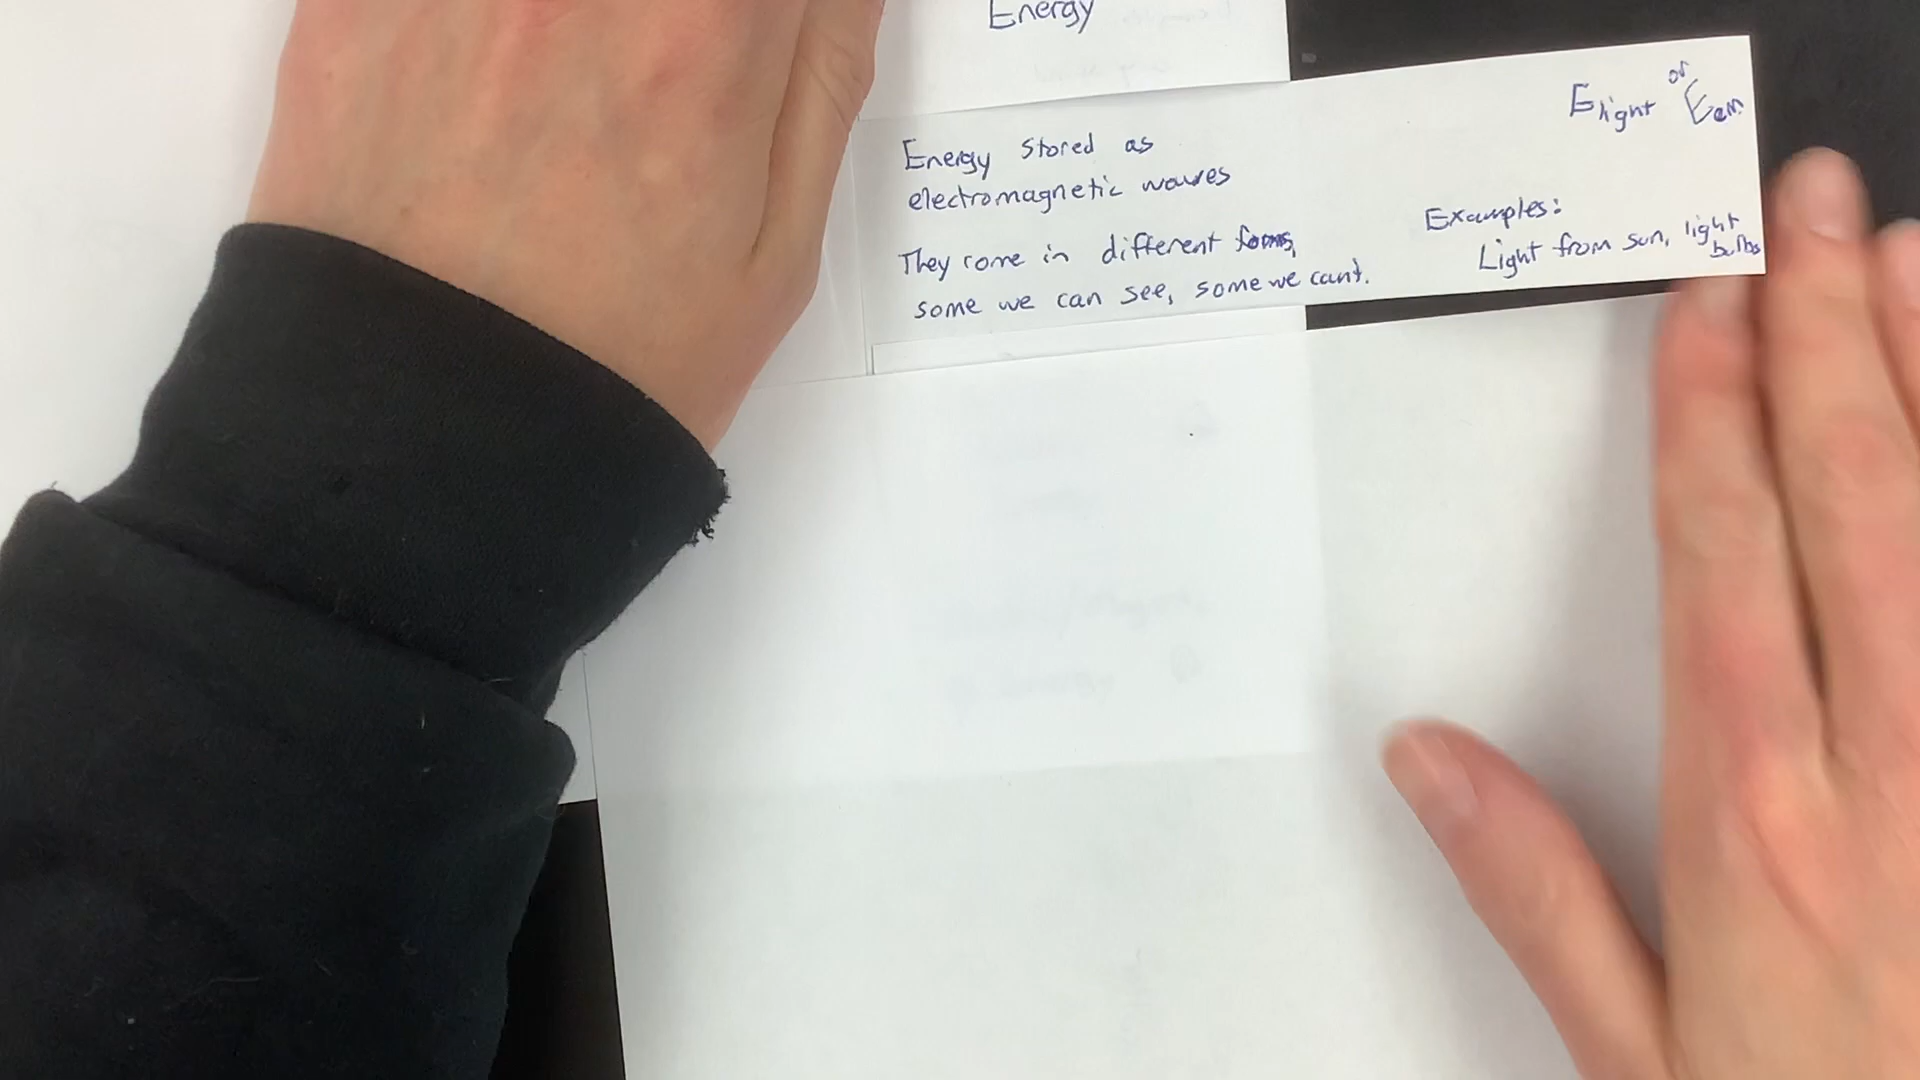 Energy
E light or E em
Energy stored as
electromagnetic waves
They come in different forms,
some we can see, some we cant.
Examples:
Light from sun, light
bulbs